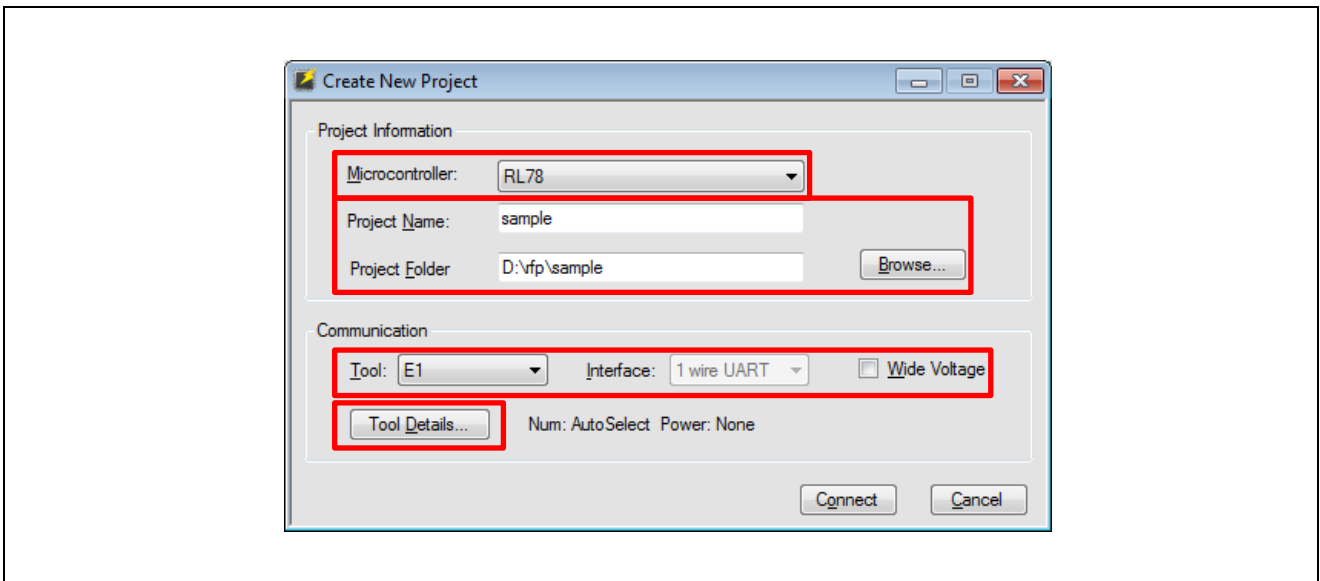 Create New Project
Project Information
Microcontroller: RL78
Project Name: sample
Project Folder D:\rfp\sample Browse...
Communication
Tool: E1 Interface: 1 wire UART Wide Voltage
Tool Details... Num: AutoSelect Power: None
Connect Cancel